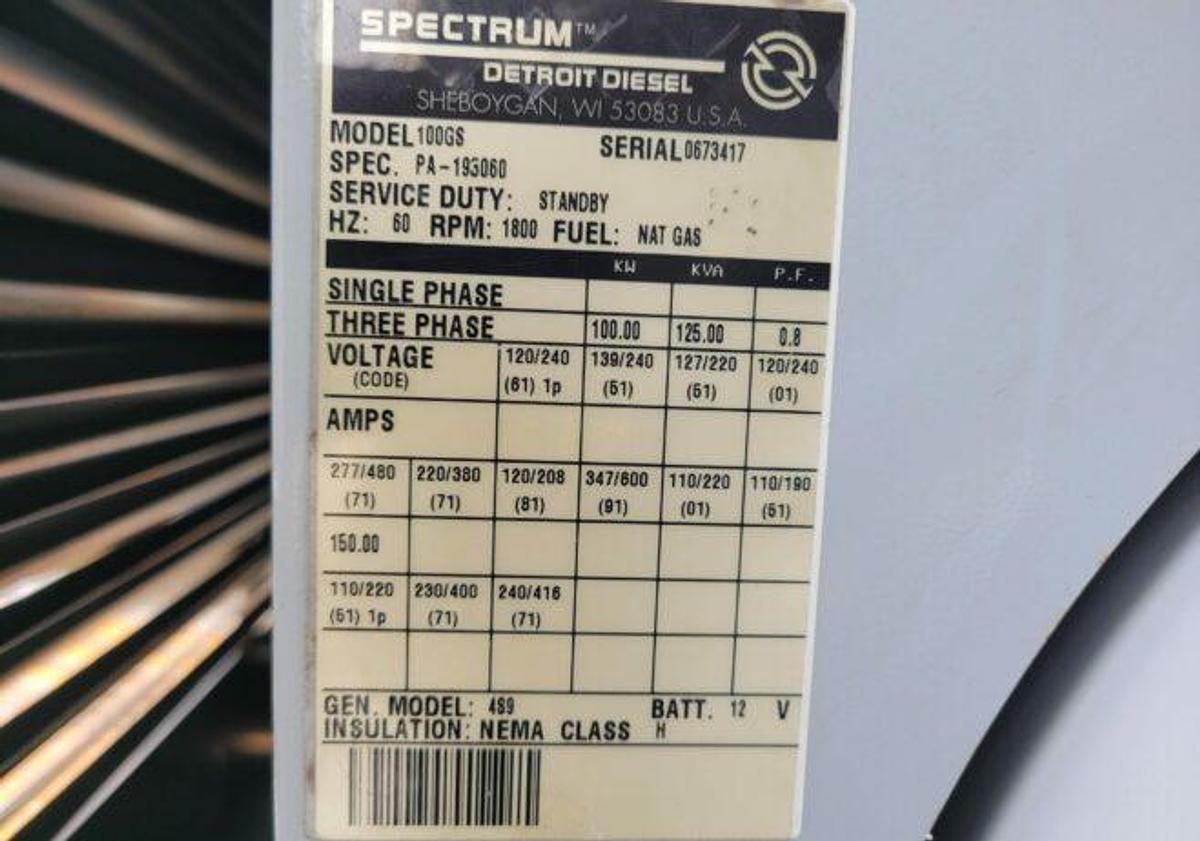 SPECTRUM™
DETROIT DIESEL
SHEBOYGAN, WI 53083 U.S.A.
MODEL 100GS SERIAL 0673417
SPEC. PA-193060
SERVICE DUTY: STANDBY
HZ: 60 RPM: 1800 FUEL: NAT GAS
KW KVA P.F.
SINGLE PHASE
THREE PHASE 100.00 125.00 0.8
VOLTAGE 120/240 139/240 127/220 120/240
(CODE) (61) 1p (51) (61) (01)
AMPS
277/480 220/380 120/208 347/600 110/220 110/190
(71) (71) (81) (91) (01) (61)
150.00
110/220 230/400 240/416
(61) 1p (71) (71)
GEN. MODEL: 4S9 BATT. 12 V
INSULATION: NEMA CLASS H